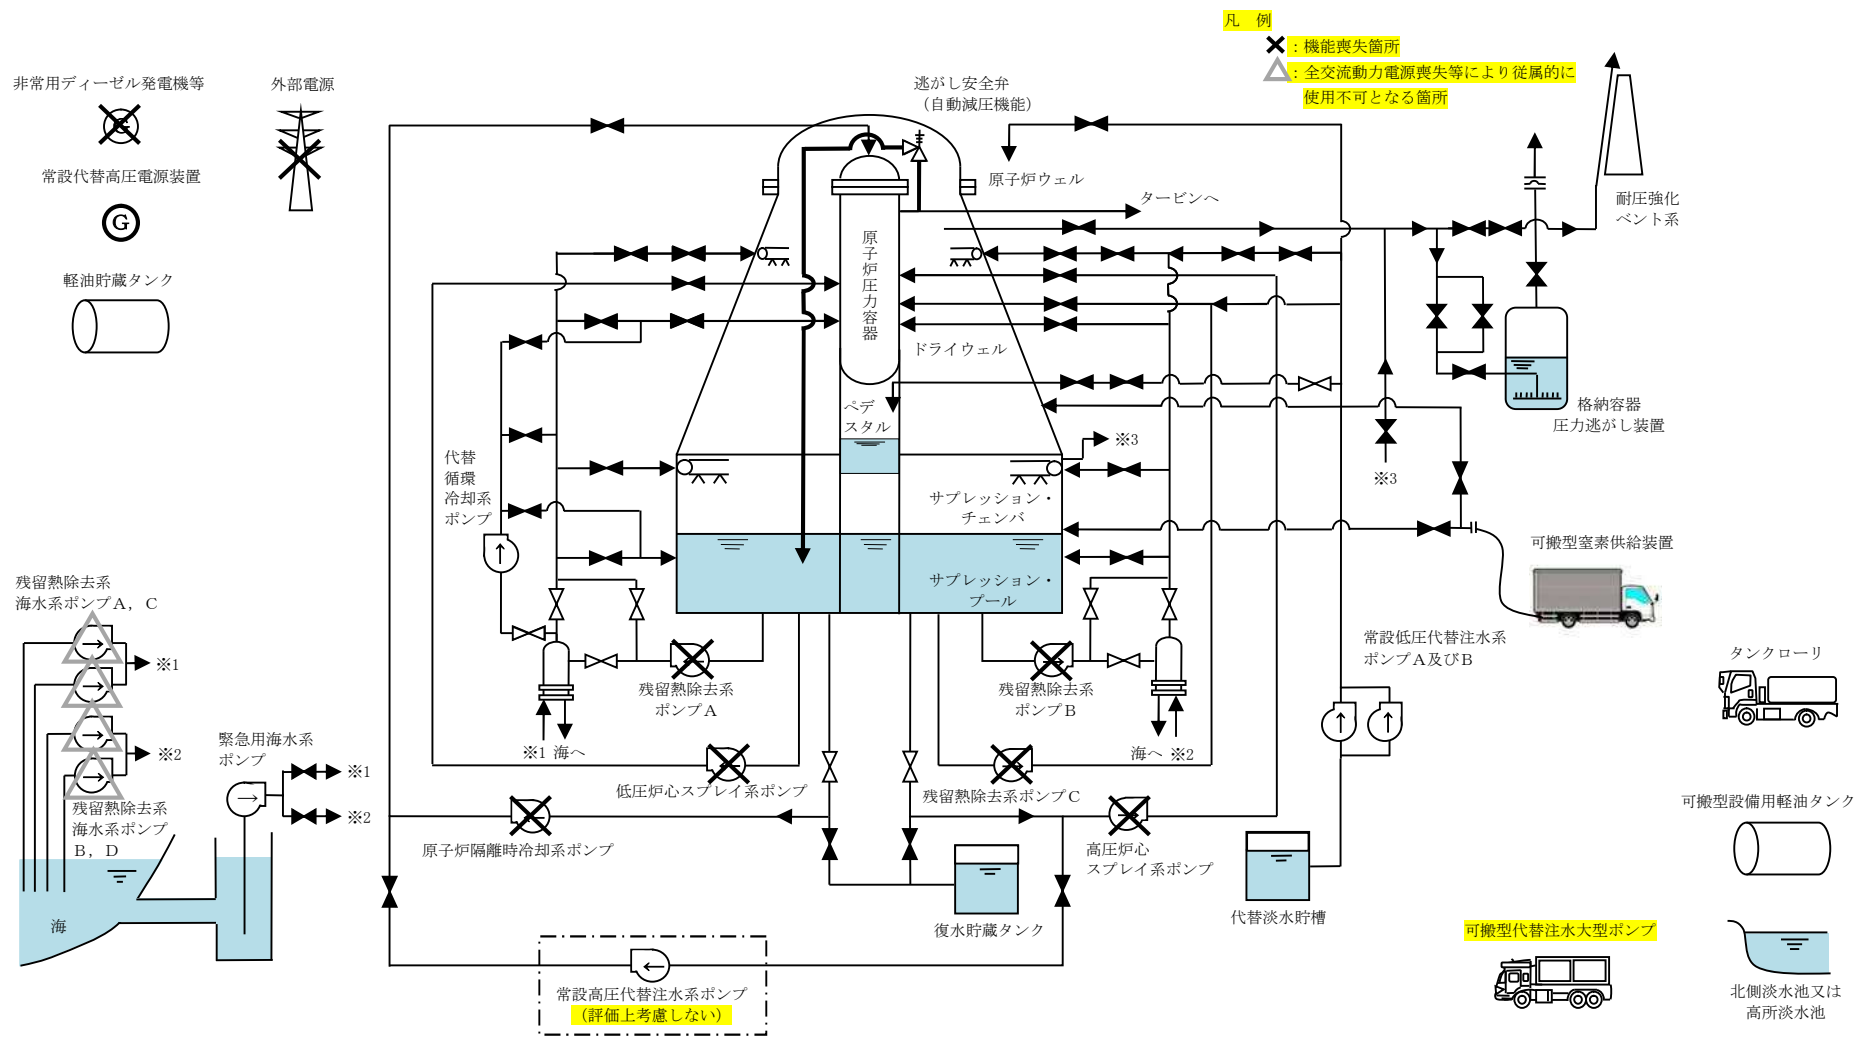 凡　例
：機能喪失箇所
：全交流動力電源喪失等により従属的に
使用不可となる箇所
非常用ディーゼル発電機等
G
外部電源
常設代替高圧電源装置
G
軽油貯蔵タンク
逃がし安全弁
（自動減圧機能）
原子炉ウェル
タービンへ
耐圧強化
ベント系
原子炉圧力容器
ドライウェル
ペデ
スタル
※3
※3
格納容器
圧力逃がし装置
代替
循環
冷却系
ポンプ
サプレッション・
チェンバ
サプレッション・
プール
可搬型窒素供給装置
残留熱除去系
海水系ポンプＡ，Ｃ
※1
※2
残留熱除去系
海水系ポンプ
Ｂ，Ｄ
海
緊急用海水系
ポンプ
※1
※2
残留熱除去系
ポンプＡ
※1
海へ
残留熱除去系
ポンプＢ
海へ
※2
常設低圧代替注水系
ポンプＡ及びＢ
タンクローリ
低圧炉心スプレイ系ポンプ
残留熱除去系ポンプＣ
原子炉隔離時冷却系ポンプ
高圧炉心
スプレイ系ポンプ
可搬型設備用軽油タンク
復水貯蔵タンク
代替淡水貯槽
可搬型代替注水大型ポンプ
常設高圧代替注水系ポンプ
（評価上考慮しない）
北側淡水池又は
高所淡水池